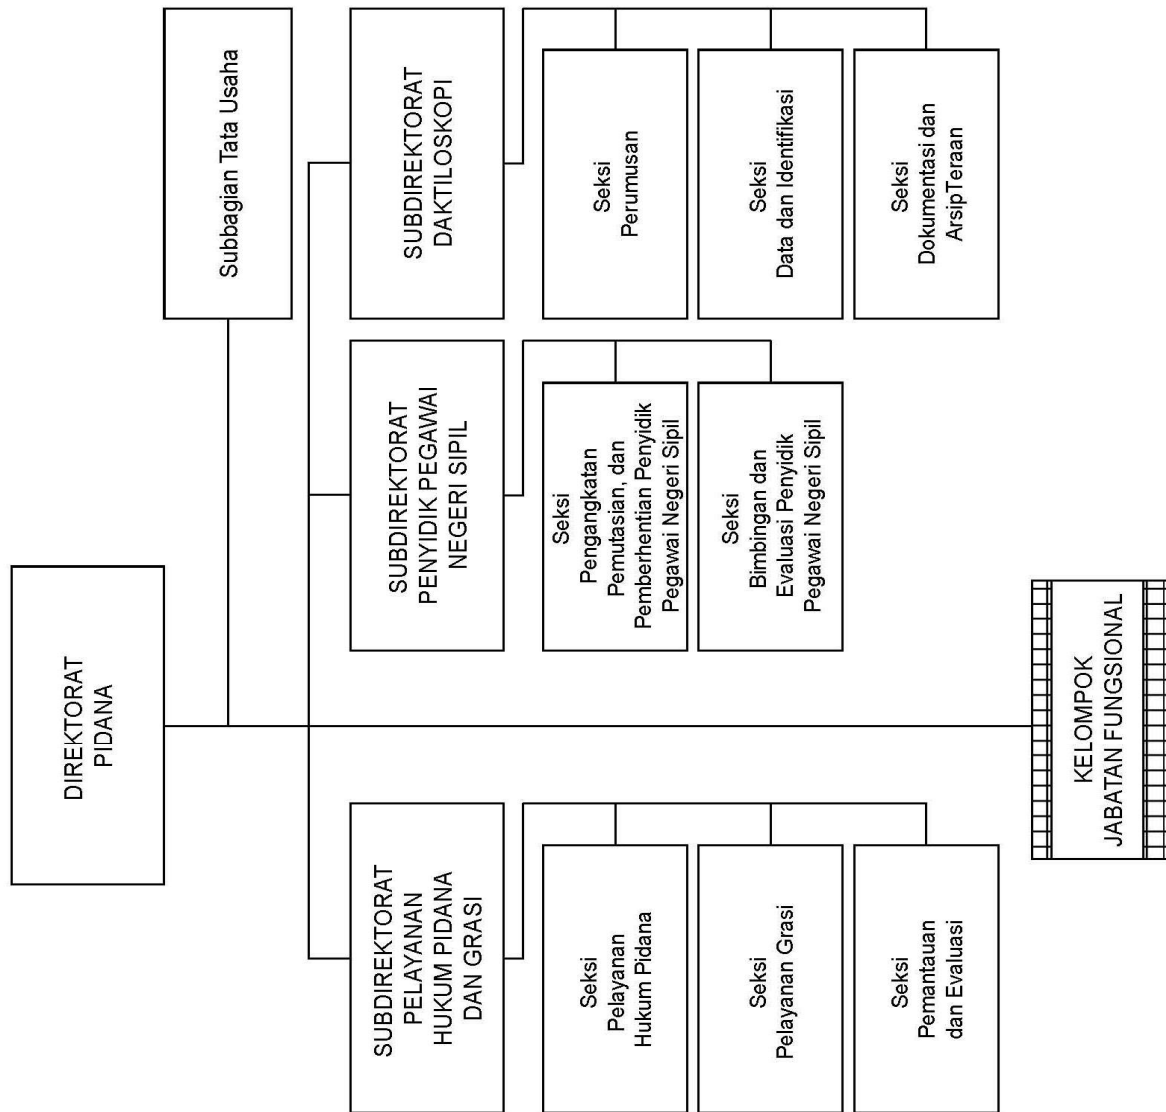 DIREKTORAT
PIDANA
Subbagian Tata Usaha
SUBDIREKTORAT
PELAYANAN
HUKUM PIDANA
DAN GRASI
SUBDIREKTORAT
PENYIDIK PEGAWAI
NEGERI SIPIL
SUBDIREKTORAT
DAKTILOSKOPI
Seksi
Pelayanan
Hukum Pidana
Seksi
Pengangkatan
Pemutasian, dan
Pemberhentian Penyidik
Pegawai Negeri Sipil
Seksi
Perumusan
Seksi
Pelayanan Grasi
Seksi
Bimbingan dan
Evaluasi Penyidik
Pegawai Negeri Sipil
Seksi
Data dan Identifikasi
Seksi
Pemantauan
dan Evaluasi
Seksi
Dokumentasi dan
ArsipTeraan
KELOMPOK
JABATAN FUNGSIONAL